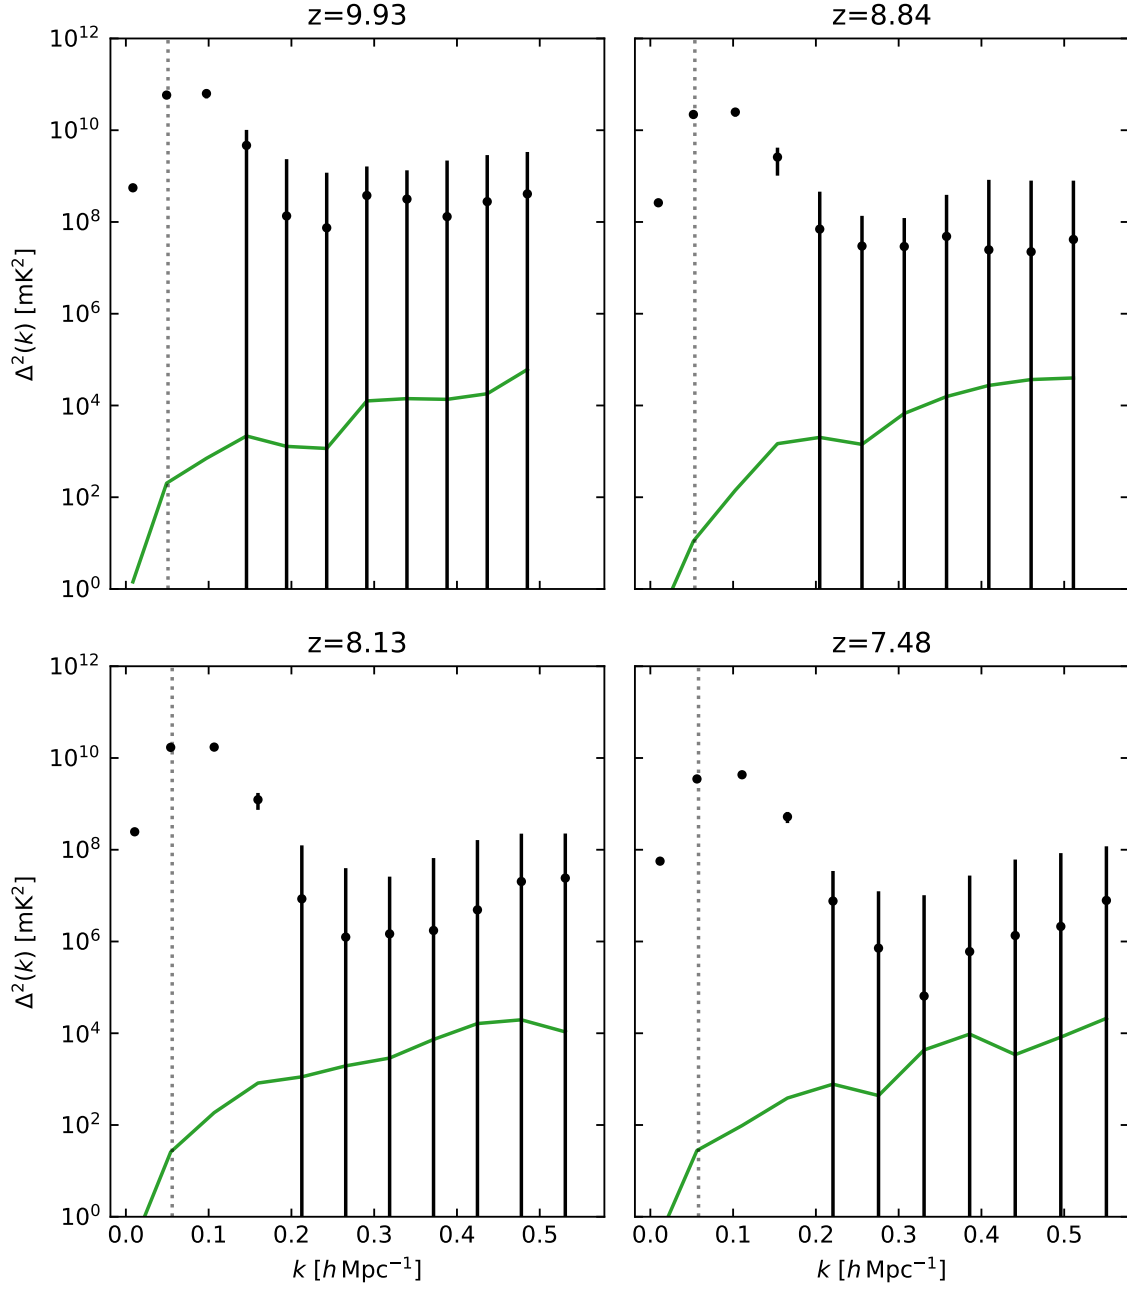 z=9.93 z=8.84
10¹²
10¹⁰
10⁸
10⁶
10⁴
10²
10⁰
Δ²(k) [mK²]
z=8.13 z=7.48
10¹²
10¹⁰
10⁸
10⁶
10⁴
10²
10⁰
Δ²(k) [mK²]
0.0 0.1 0.2 0.3 0.4 0.5 0.0 0.1 0.2 0.3 0.4 0.5
k [h Mpc⁻¹] k [h Mpc⁻¹]